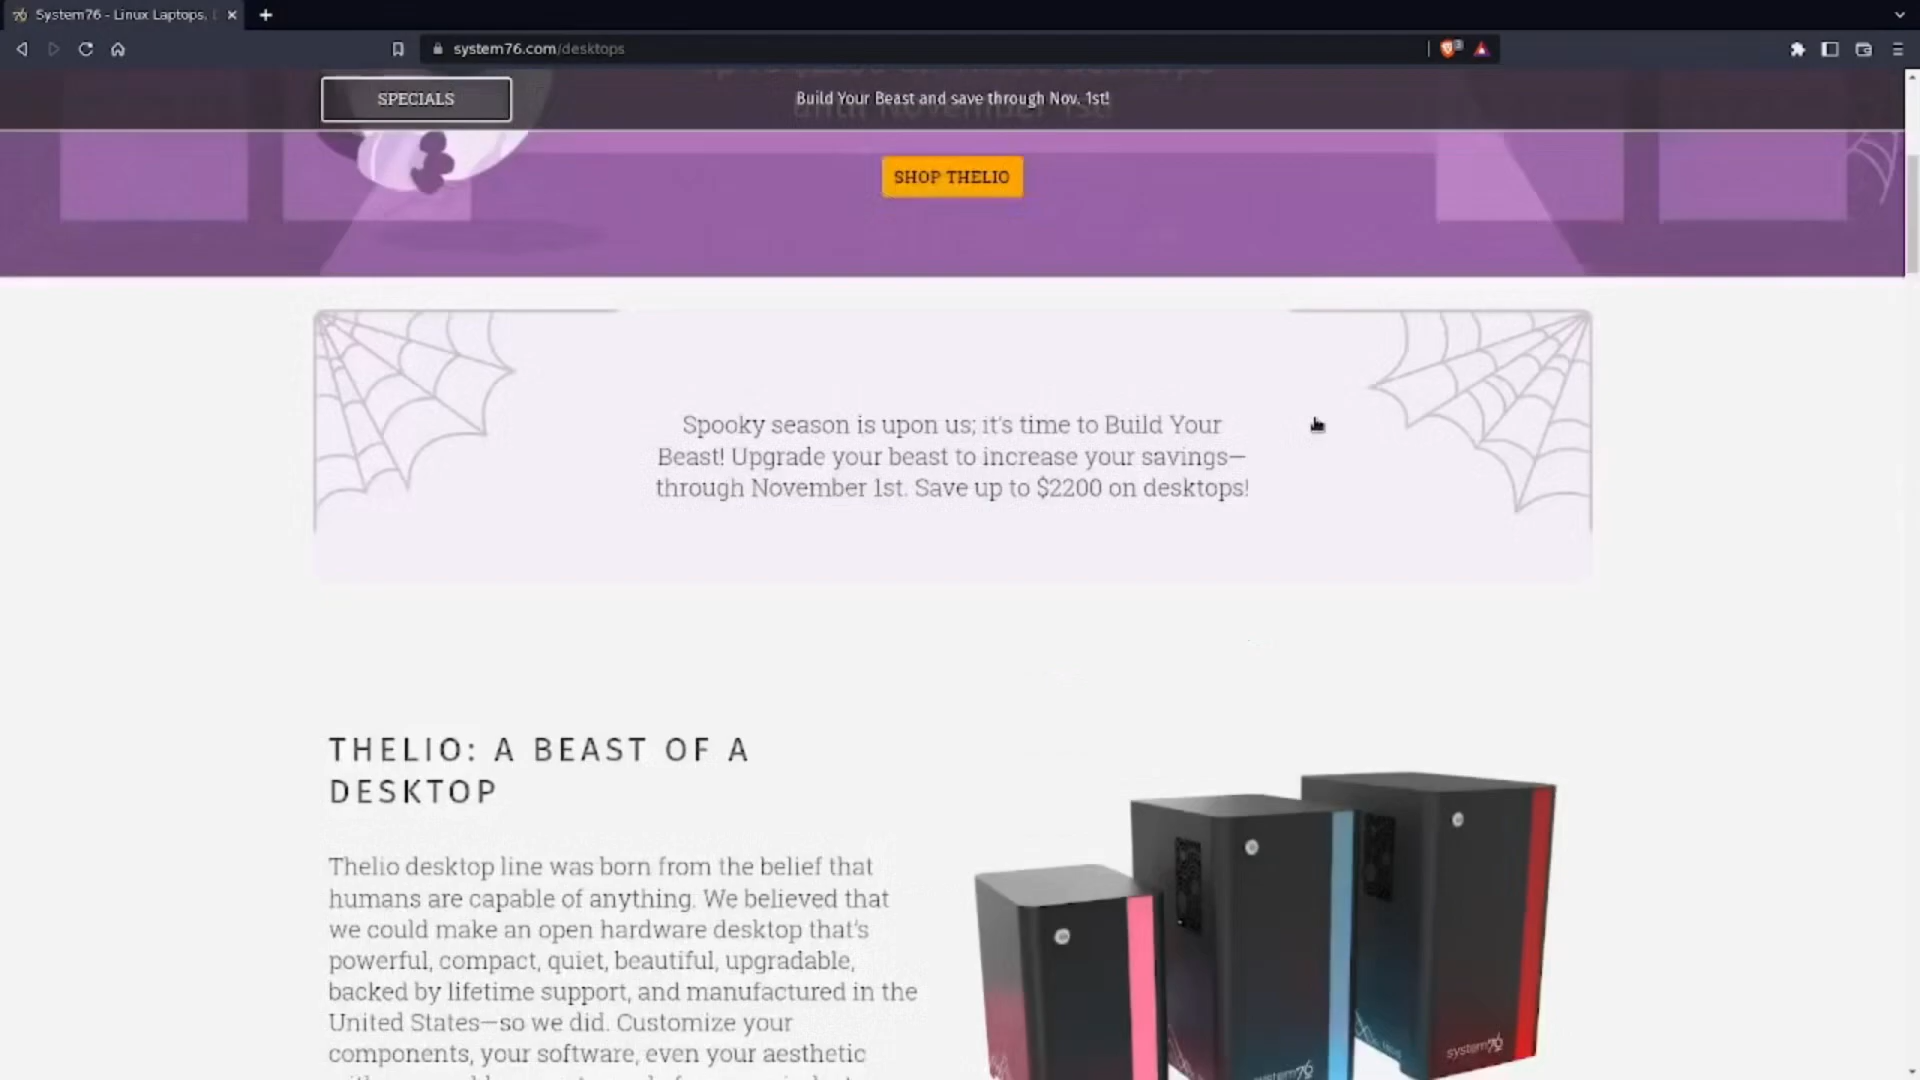 System76 - Linux Laptops,
system76.com/desktops
SPECIALS
Build Your Beast and save through Nov. 1st!
until November 1st!
SHOP THELIO
Spooky season is upon us; it's time to Build Your
Beast! Upgrade your beast to increase your savings—
through November 1st. Save up to $2200 on desktops!
THELIO: A BEAST OF A
DESKTOP
Thelio desktop line was born from the belief that
humans are capable of anything. We believed that
we could make an open hardware desktop that's
powerful, compact, quiet, beautiful, upgradable,
backed by lifetime support, and manufactured in the
United States—so we did. Customize your
components, your software, even your aesthetic
system76
system76